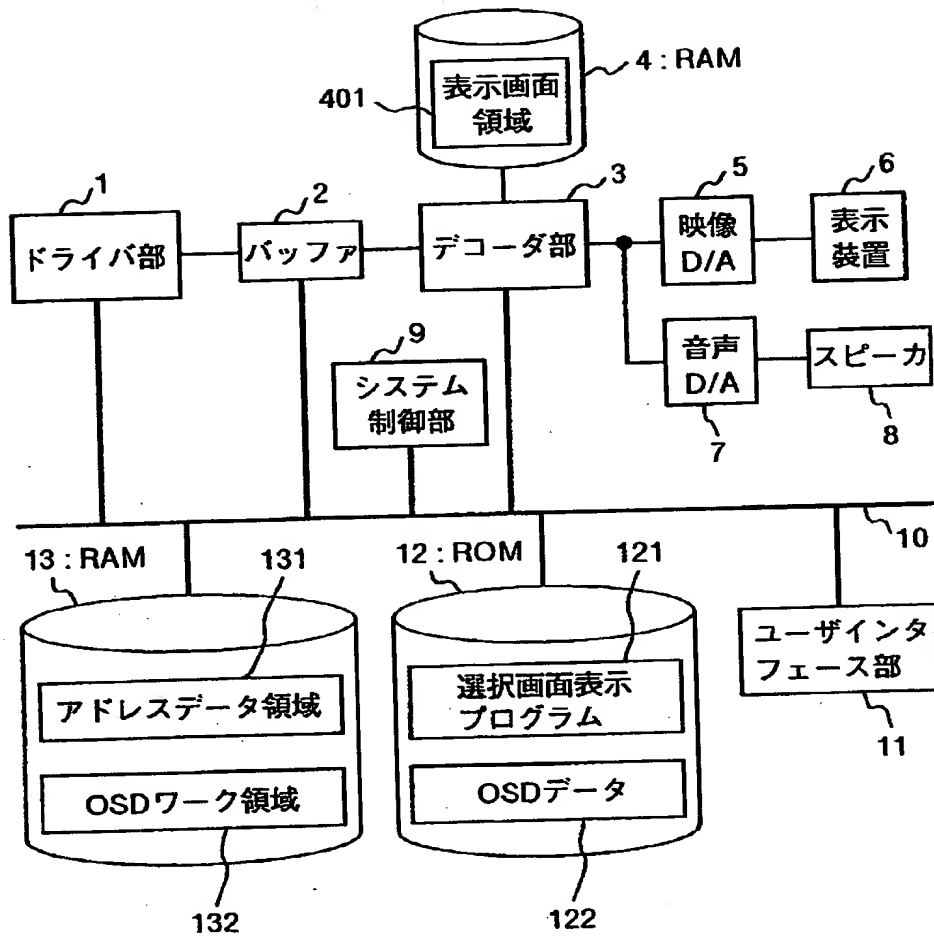 4 : RAM
401
表示画面
領域
1
2
3
5
6
ドライバ部
バッファ
デコーダ部
映像
D/A
表示
装置
9
システム
制御部
音声
D/A
スピーカ
7
8
10
13 : RAM
131
12 : ROM
121
アドレスデータ領域
選択画面表示
プログラム
ユーザインタ
フェース部
11
OSDワーク領域
OSDデータ
132
122